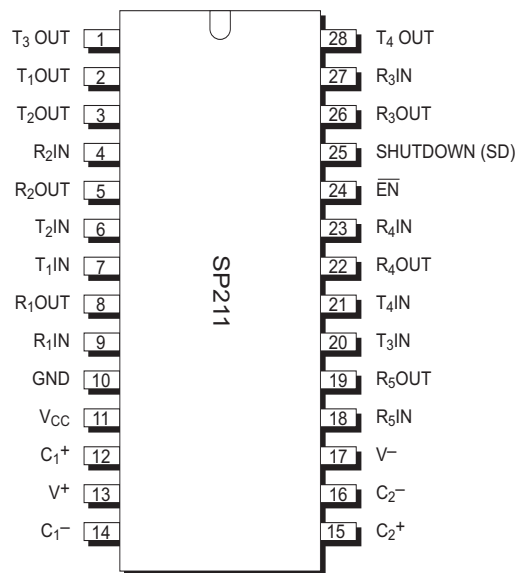 T₃ OUT 1 28 T₄ OUT
T₁OUT 2 27 R₃IN
T₂OUT 3 26 R₃OUT
R₂IN 4 25 SHUTDOWN (SD)
R₂OUT 5 24 E̅N̅
T₂IN 6 23 R₄IN
T₁IN 7 22 R₄OUT
R₁OUT 8 21 T₄IN
R₁IN 9 20 T₃IN
GND 10 19 R₅OUT
VCC 11 18 R₅IN
C₁⁺ 12 17 V⁻
V⁺ 13 16 C₂⁻
C₁⁻ 14 15 C₂⁺
SP211